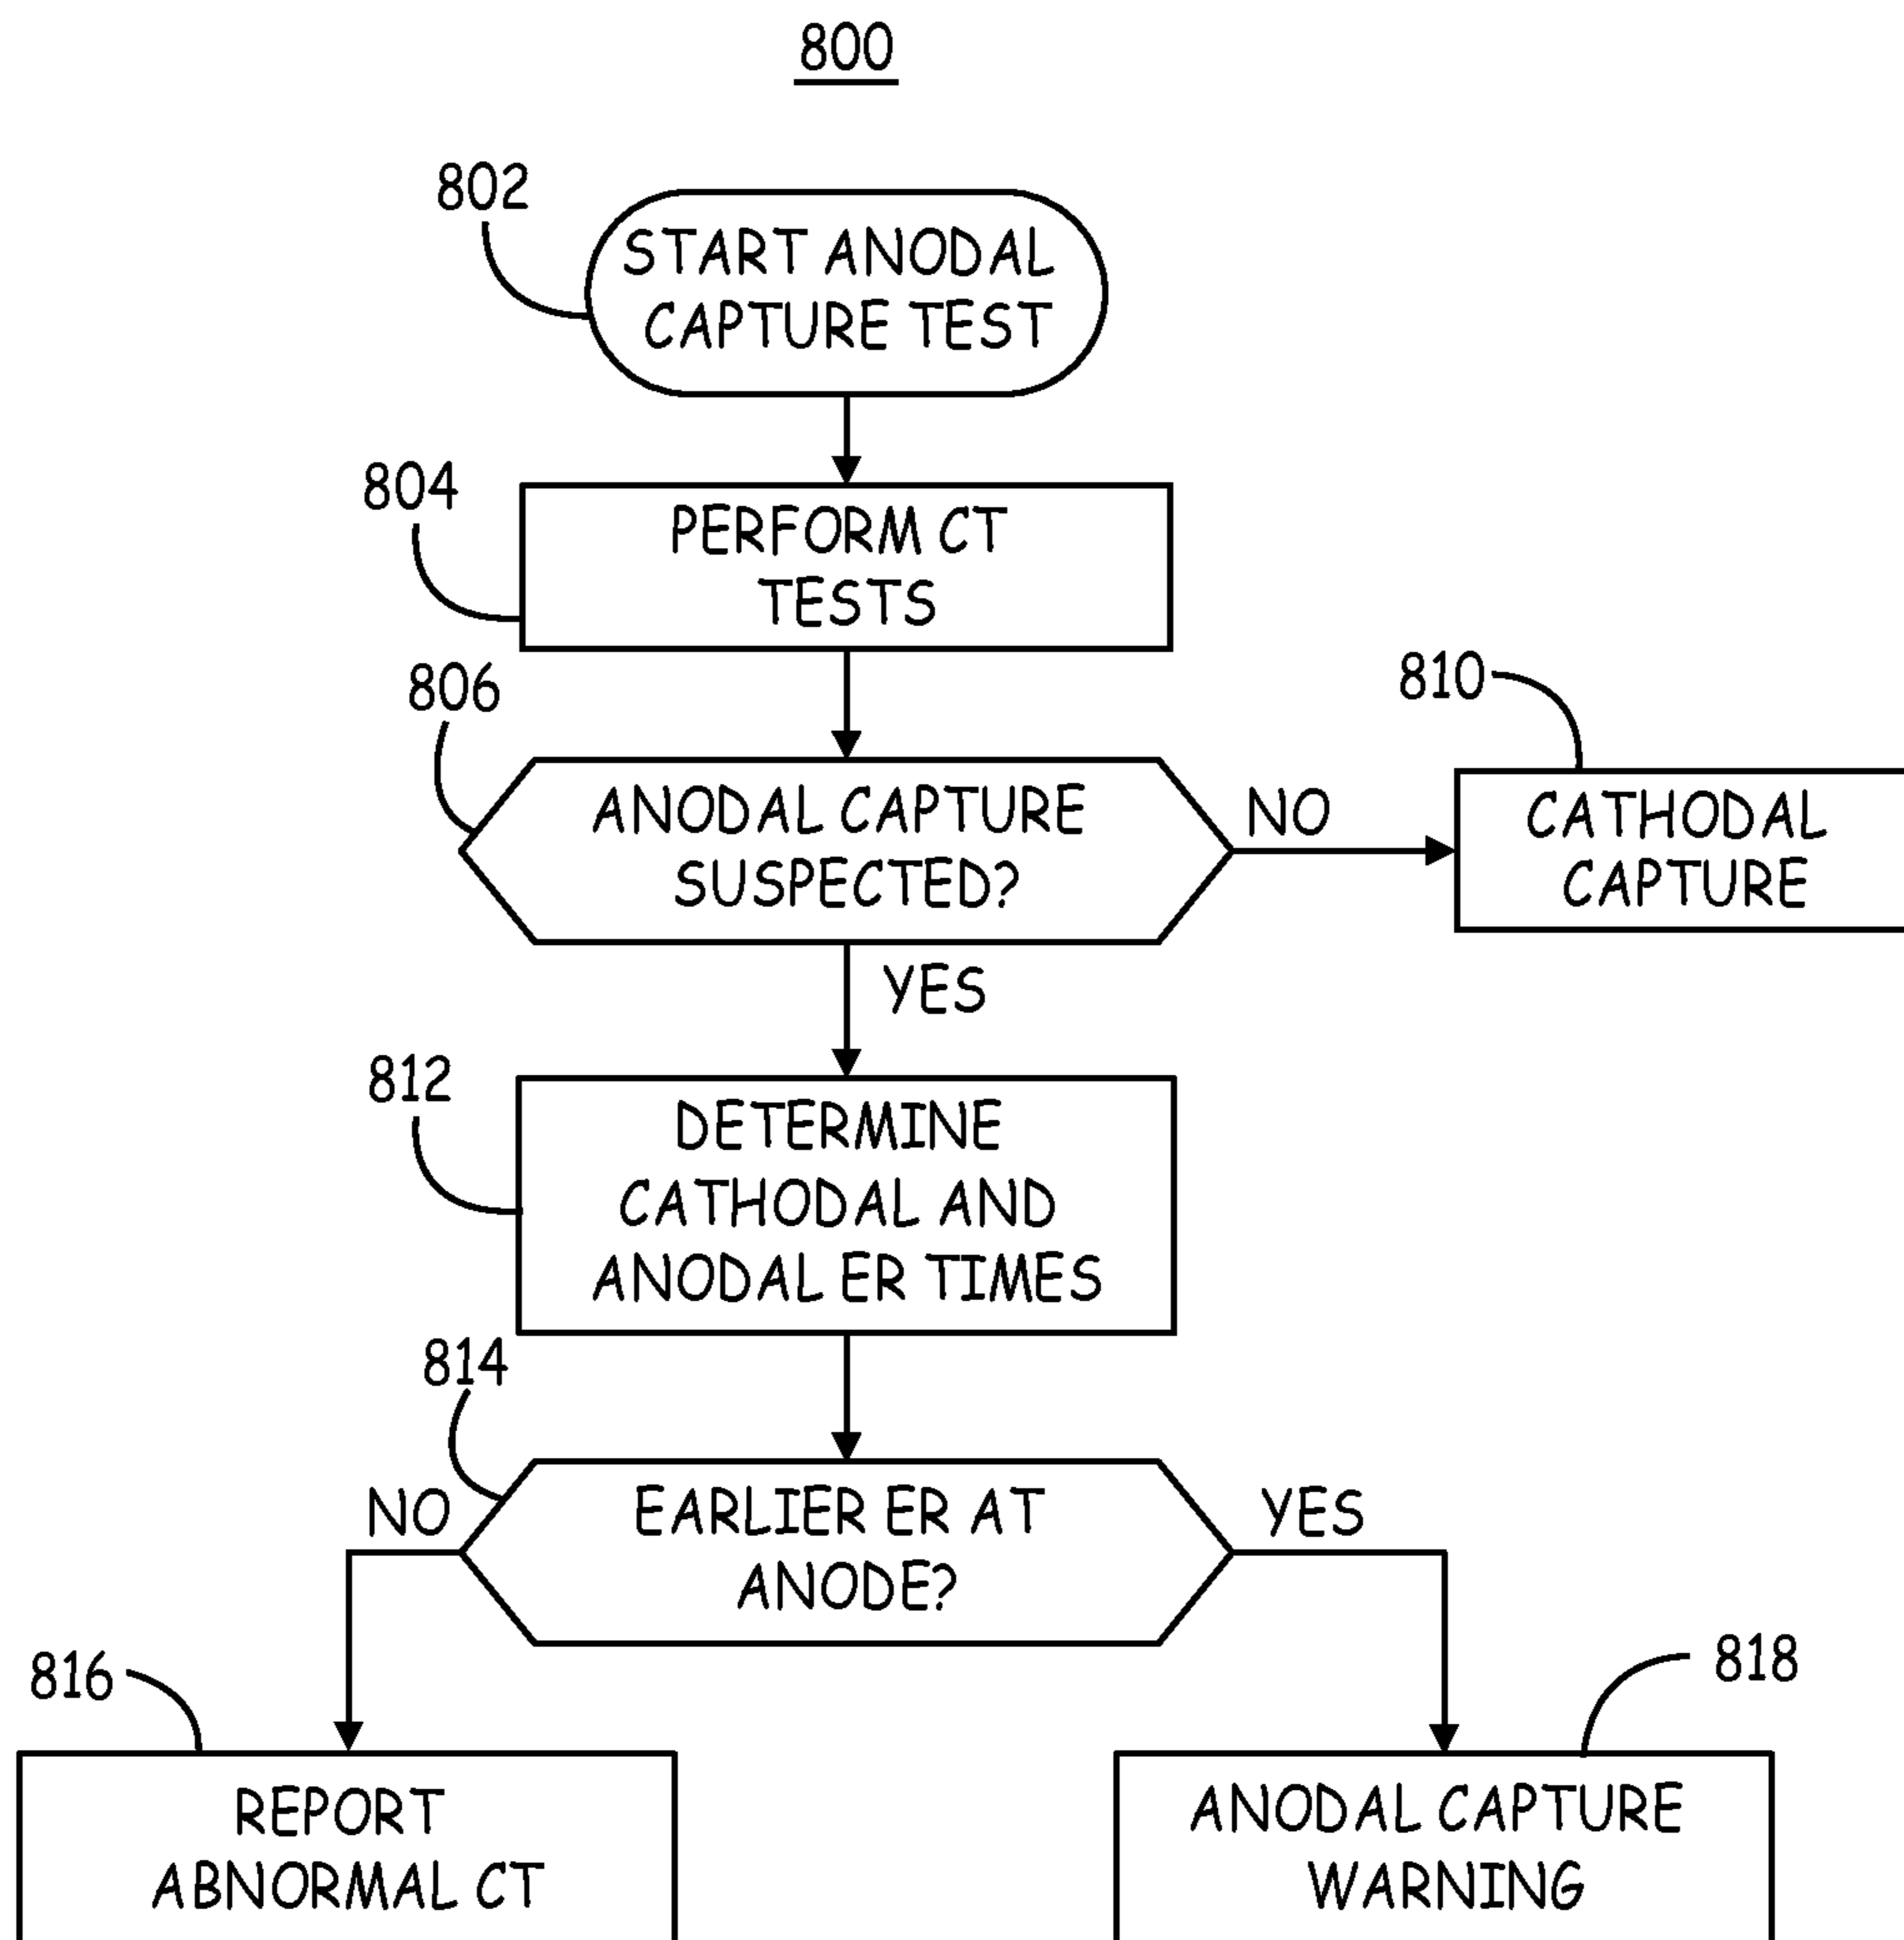 800
802
START ANODAL
CAPTURE TEST
804
PERFORM CT
TESTS
806
810
ANODAL CAPTURE
SUSPECTED?
NO
CATHODAL
CAPTURE
YES
812
DETERMINE
CATHODAL AND
ANODAL ER TIMES
814
NO
EARLIER ER AT
ANODE?
YES
816
818
REPORT
ABNORMAL CT
ANODAL CAPTURE
WARNING